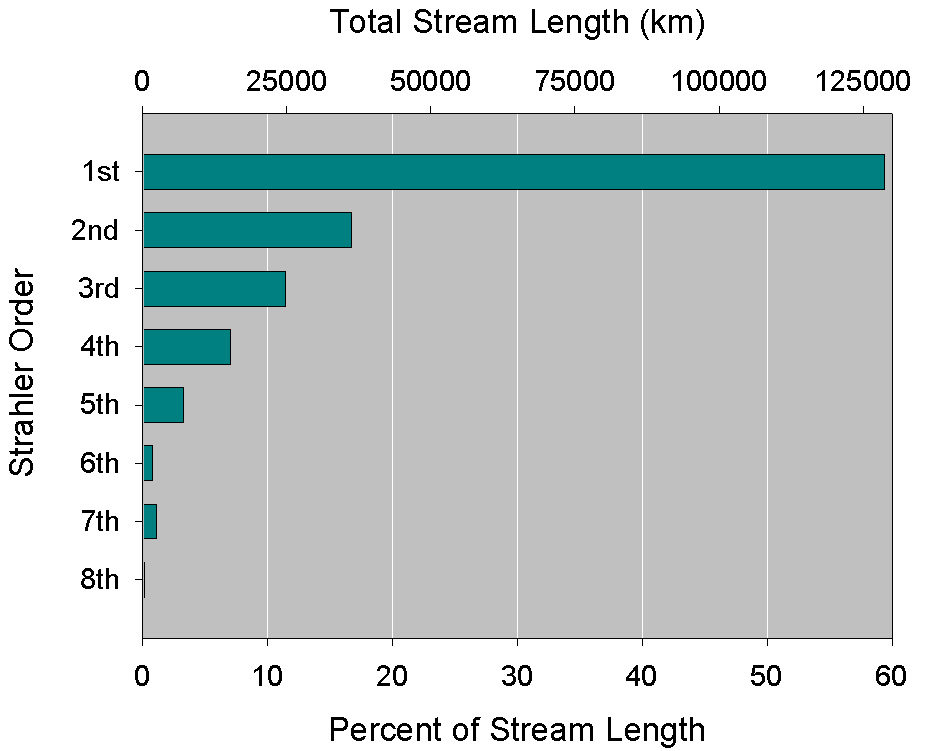 Total Stream Length (km)
0 25000 50000 75000 100000 125000
1st
2nd
3rd
4th
5th
6th
7th
8th
Strahler Order
0 10 20 30 40 50 60
Percent of Stream Length